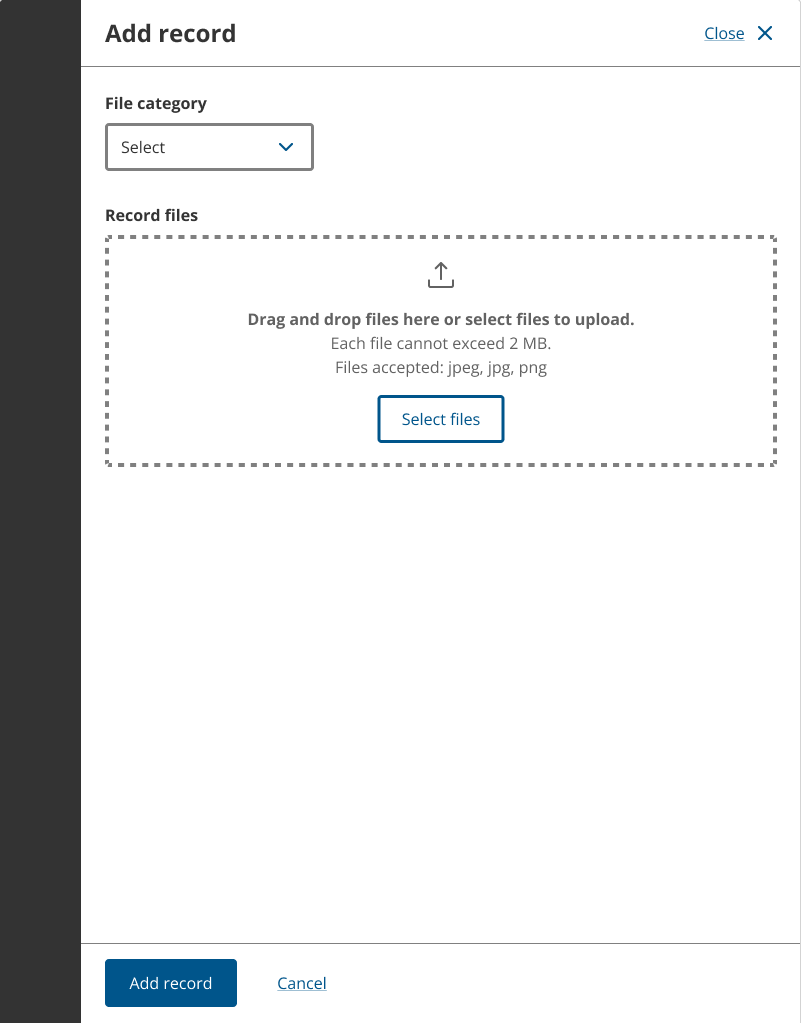 Add record
Close
File category
Select
Record files
Drag and drop files here or select files to upload.
Each file cannot exceed 2 MB.
Files accepted: jpeg, jpg, png
Select files
Add record
Cancel